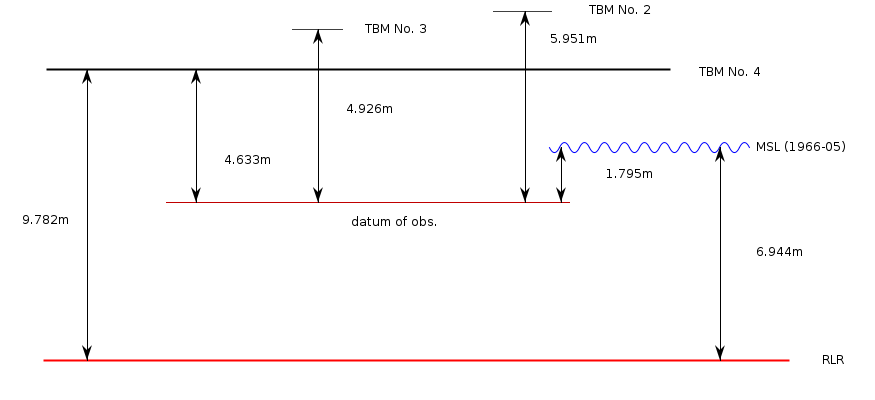 TBM No. 2
TBM No. 3
5.951m
TBM No. 4
4.926m
MSL (1966-05)
4.633m
1.795m
9.782m
datum of obs.
6.944m
RLR